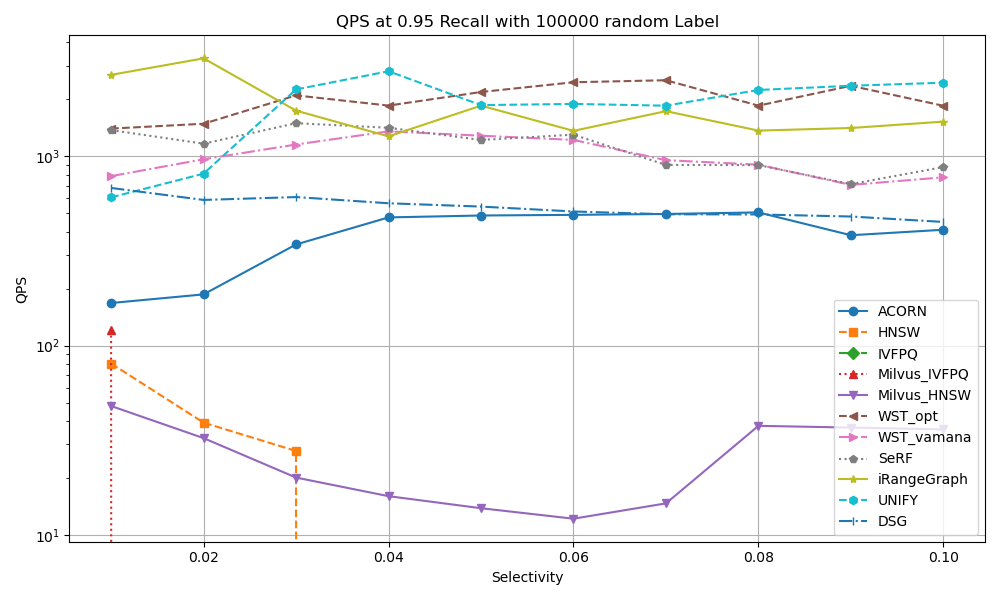 QPS at 0.95 Recall with 100000 random Label
QPS
10³
10²
10¹
0.02 0.04 0.06 0.08 0.10
Selectivity
ACORN
HNSW
IVFPQ
Milvus_IVFPQ
Milvus_HNSW
WST_opt
WST_vamana
SeRF
iRangeGraph
UNIFY
DSG